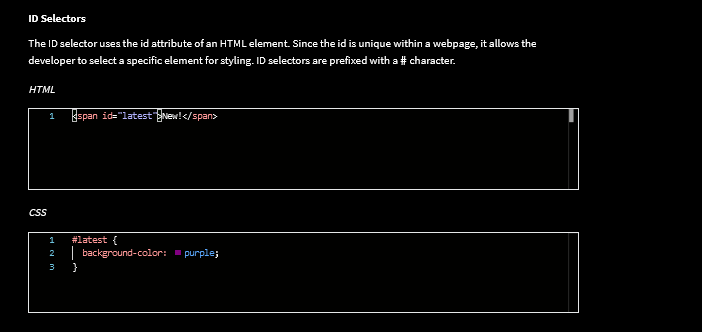 ID Selectors
The ID selector uses the id attribute of an HTML element. Since the id is unique within a webpage, it allows the
developer to select a specific element for styling. ID selectors are prefixed with a # character.
HTML
1 <span id="latest">New!</span>
CSS
1 #latest {
2 background-color: purple;
3 }